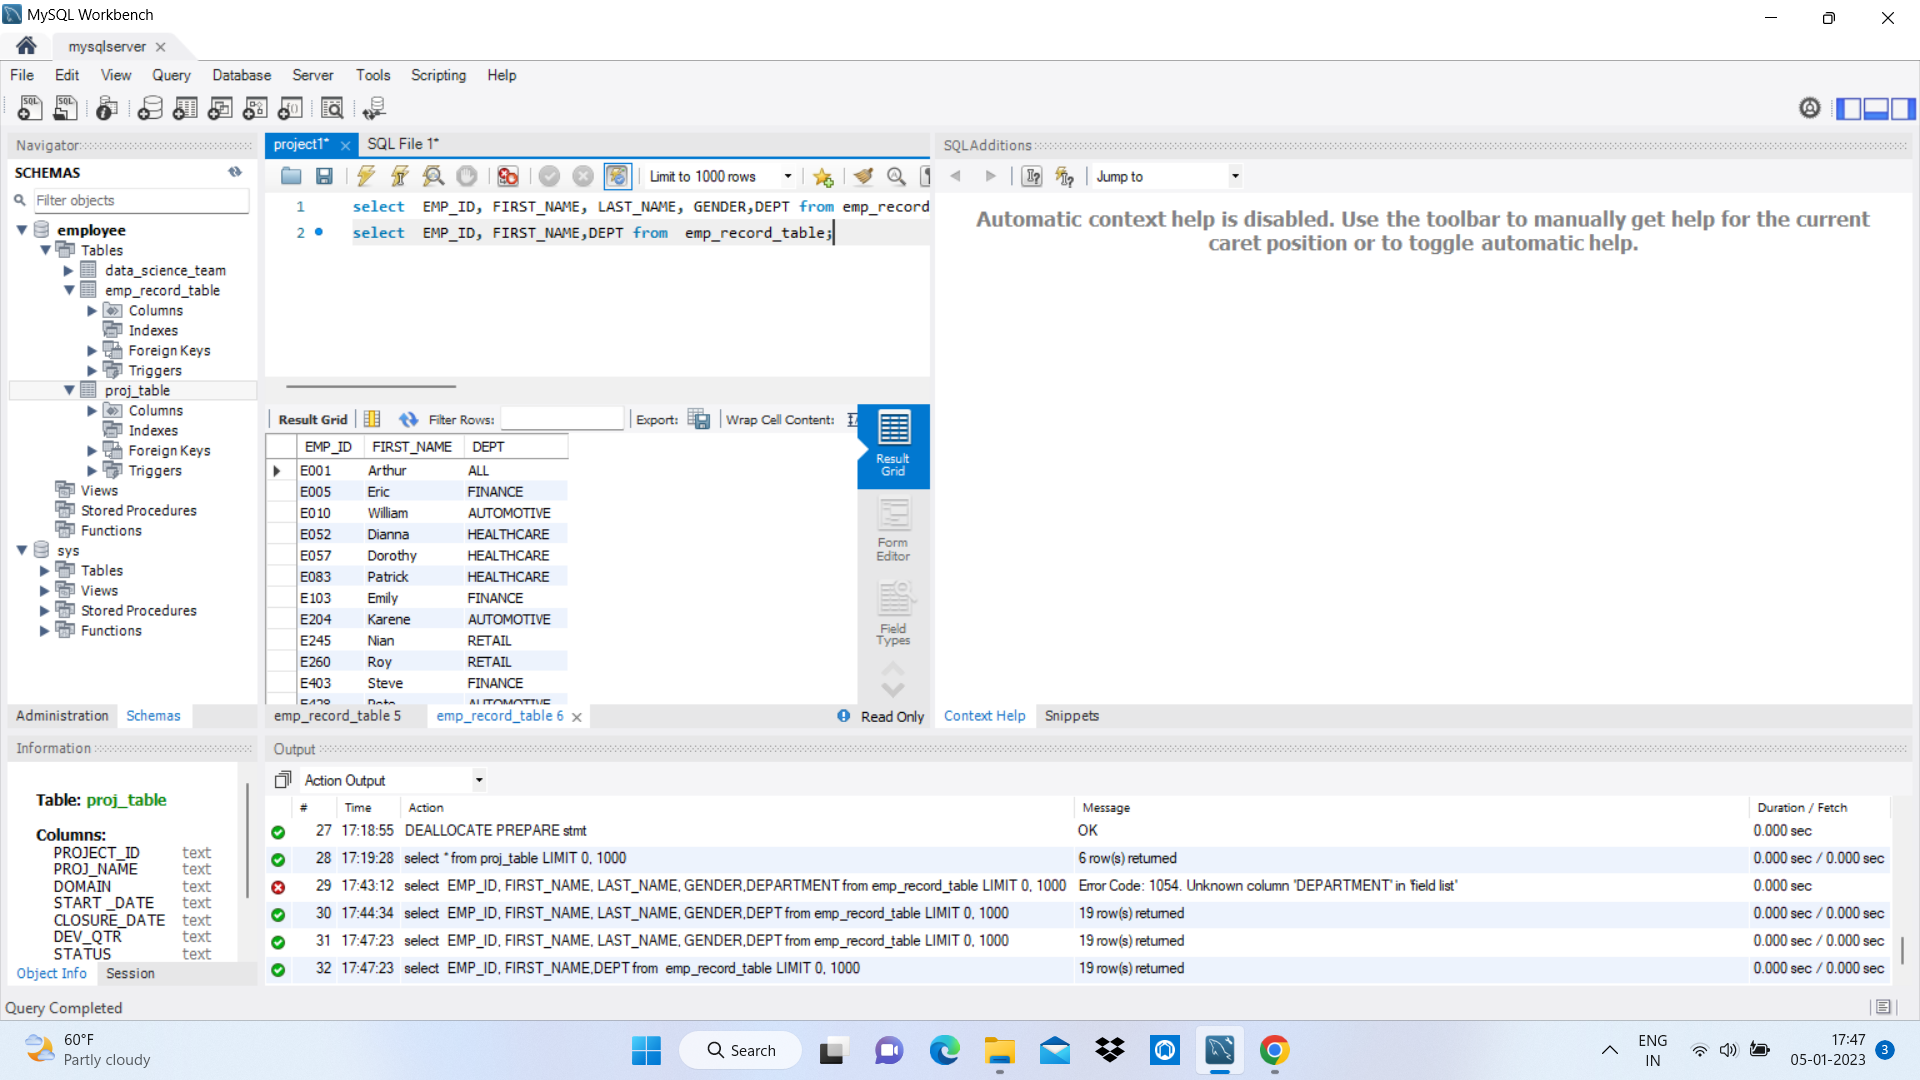 MySQL Workbench
mysqlserver
File Edit View Query Database Server Tools Scripting Help
Navigator
SCHEMAS
Filter objects
employee
Tables
data_science_team
emp_record_table
Columns
Indexes
Foreign Keys
Triggers
proj_table
Columns
Indexes
Foreign Keys
Triggers
Views
Stored Procedures
Functions
sys
Tables
Views
Stored Procedures
Functions
Administration Schemas
Information
Table: proj_table
Columns:
PROJECT_ID text
PROJ_NAME text
DOMAIN text
START _DATE text
CLOSURE_DATE text
DEV_QTR text
STATUS text
Object Info Session
project1* SQL File 1*
Limit to 1000 rows
1 select EMP_ID, FIRST_NAME, LAST_NAME, GENDER,DEPT from emp_record
2 select EMP_ID, FIRST_NAME,DEPT from emp_record_table;
Result Grid Filter Rows: Export: Wrap Cell Content:
EMP_ID FIRST_NAME DEPT
E001 Arthur ALL
E005 Eric FINANCE
E010 William AUTOMOTIVE
E052 Dianna HEALTHCARE
E057 Dorothy HEALTHCARE
E083 Patrick HEALTHCARE
E103 Emily FINANCE
E204 Karene AUTOMOTIVE
E245 Nian RETAIL
E260 Roy RETAIL
E403 Steve FINANCE
E428 Pete AUTOMOTIVE
Result
Grid
Form
Editor
Field
Types
emp_record_table 5 emp_record_table 6 Read Only
SQLAdditions
Jump to
Automatic context help is disabled. Use the toolbar to manually get help for the current
caret position or to toggle automatic help.
Context Help Snippets
Output
Action Output
# Time Action Message Duration / Fetch
27 17:18:55 DEALLOCATE PREPARE stmt OK 0.000 sec
28 17:19:28 select * from proj_table LIMIT 0, 1000 6 row(s) returned 0.000 sec / 0.000 sec
29 17:43:12 select EMP_ID, FIRST_NAME, LAST_NAME, GENDER,DEPARTMENT from emp_record_table LIMIT 0, 1000 Error Code: 1054. Unknown column 'DEPARTMENT' in 'field list' 0.000 sec
30 17:44:34 select EMP_ID, FIRST_NAME, LAST_NAME, GENDER,DEPT from emp_record_table LIMIT 0, 1000 19 row(s) returned 0.000 sec / 0.000 sec
31 17:47:23 select EMP_ID, FIRST_NAME, LAST_NAME, GENDER,DEPT from emp_record_table LIMIT 0, 1000 19 row(s) returned 0.000 sec / 0.000 sec
32 17:47:23 select EMP_ID, FIRST_NAME,DEPT from emp_record_table LIMIT 0, 1000 19 row(s) returned 0.000 sec / 0.000 sec
Query Completed
60°F
Partly cloudy
Search
ENG
IN
17:47
05-01-2023
3